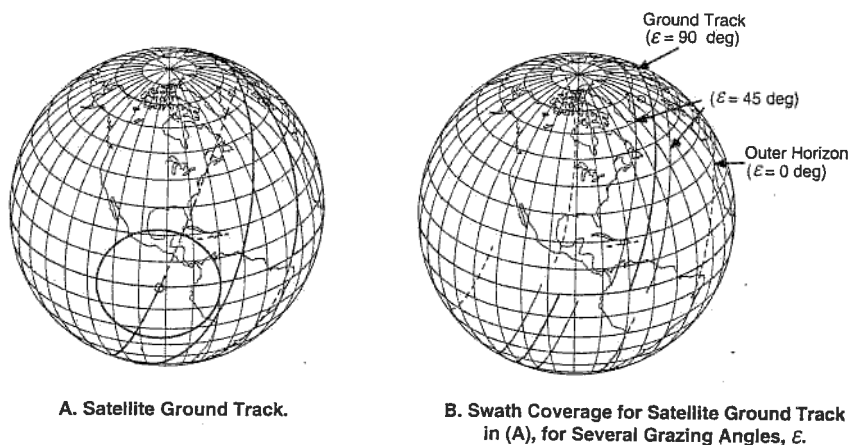 Ground Track
(ε = 90 deg)
(ε = 45 deg)
Outer Horizon
(ε = 0 deg)
A. Satellite Ground Track.
B. Swath Coverage for Satellite Ground Track
in (A), for Several Grazing Angles, ε.